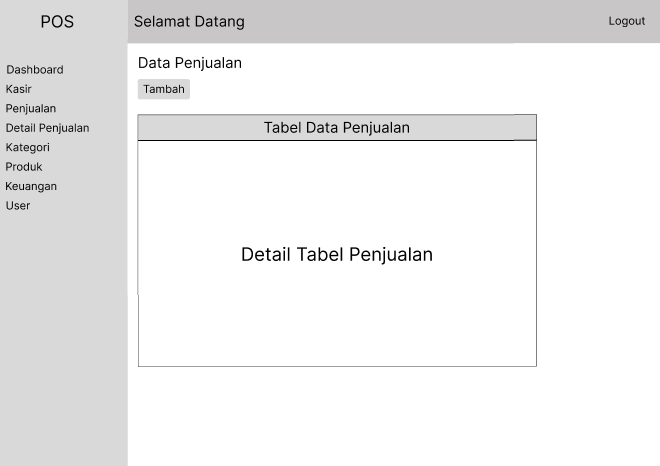 POS
Selamat Datang
Logout
Dashboard
Kasir
Penjualan
Detail Penjualan
Kategori
Produk
Keuangan
User
Data Penjualan
Tambah
Tabel Data Penjualan
Detail Tabel Penjualan